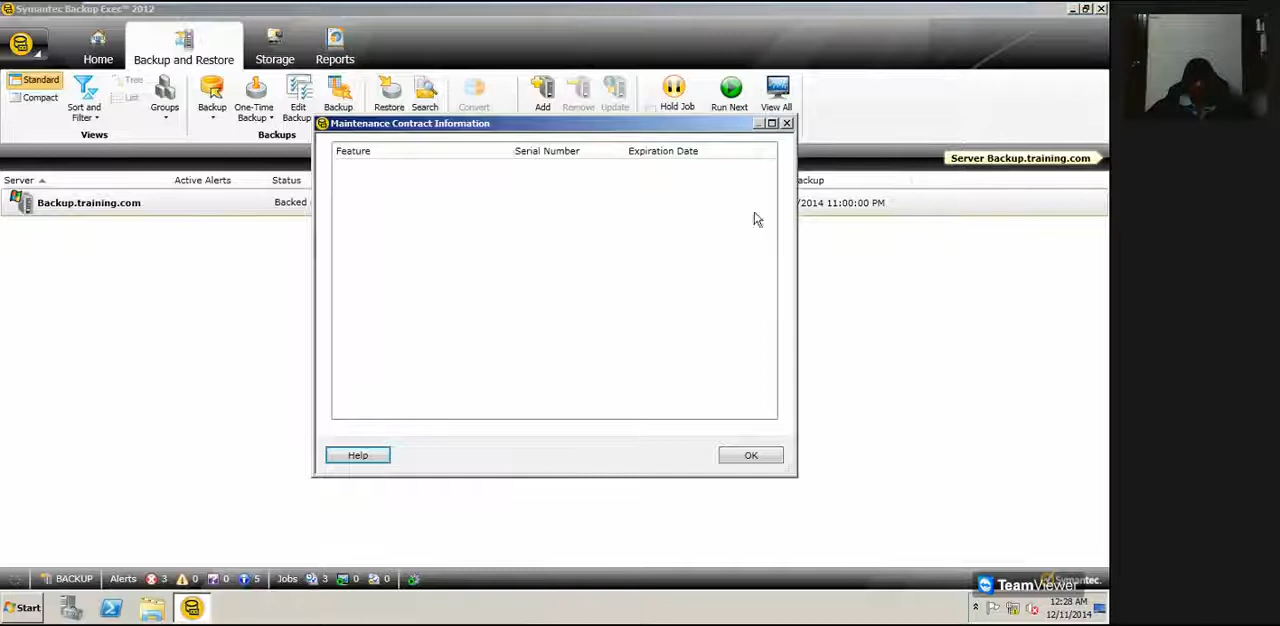 Symantec Backup Exec™ 2012
Home
Backup and Restore
Storage
Reports
Standard
Compact
Sort and Filter
Tree
List
Groups
Backup
One-Time Backup
Edit Backup
Backup
Restore
Search
Convert
Add
Remove
Update
Hold Job
Run Next
View All
Views
Backups
Maintenance Contract Information
Feature Serial Number Expiration Date
Server Backup.training.com
Server Active Alerts Status
Backup.training.com Backed /2014 11:00:00 PM
Help
OK
BACKUP Alerts 3 0 0 5 Jobs 3 0 0
TeamViewer
Symantec.
Start
12:28 AM
12/11/2014